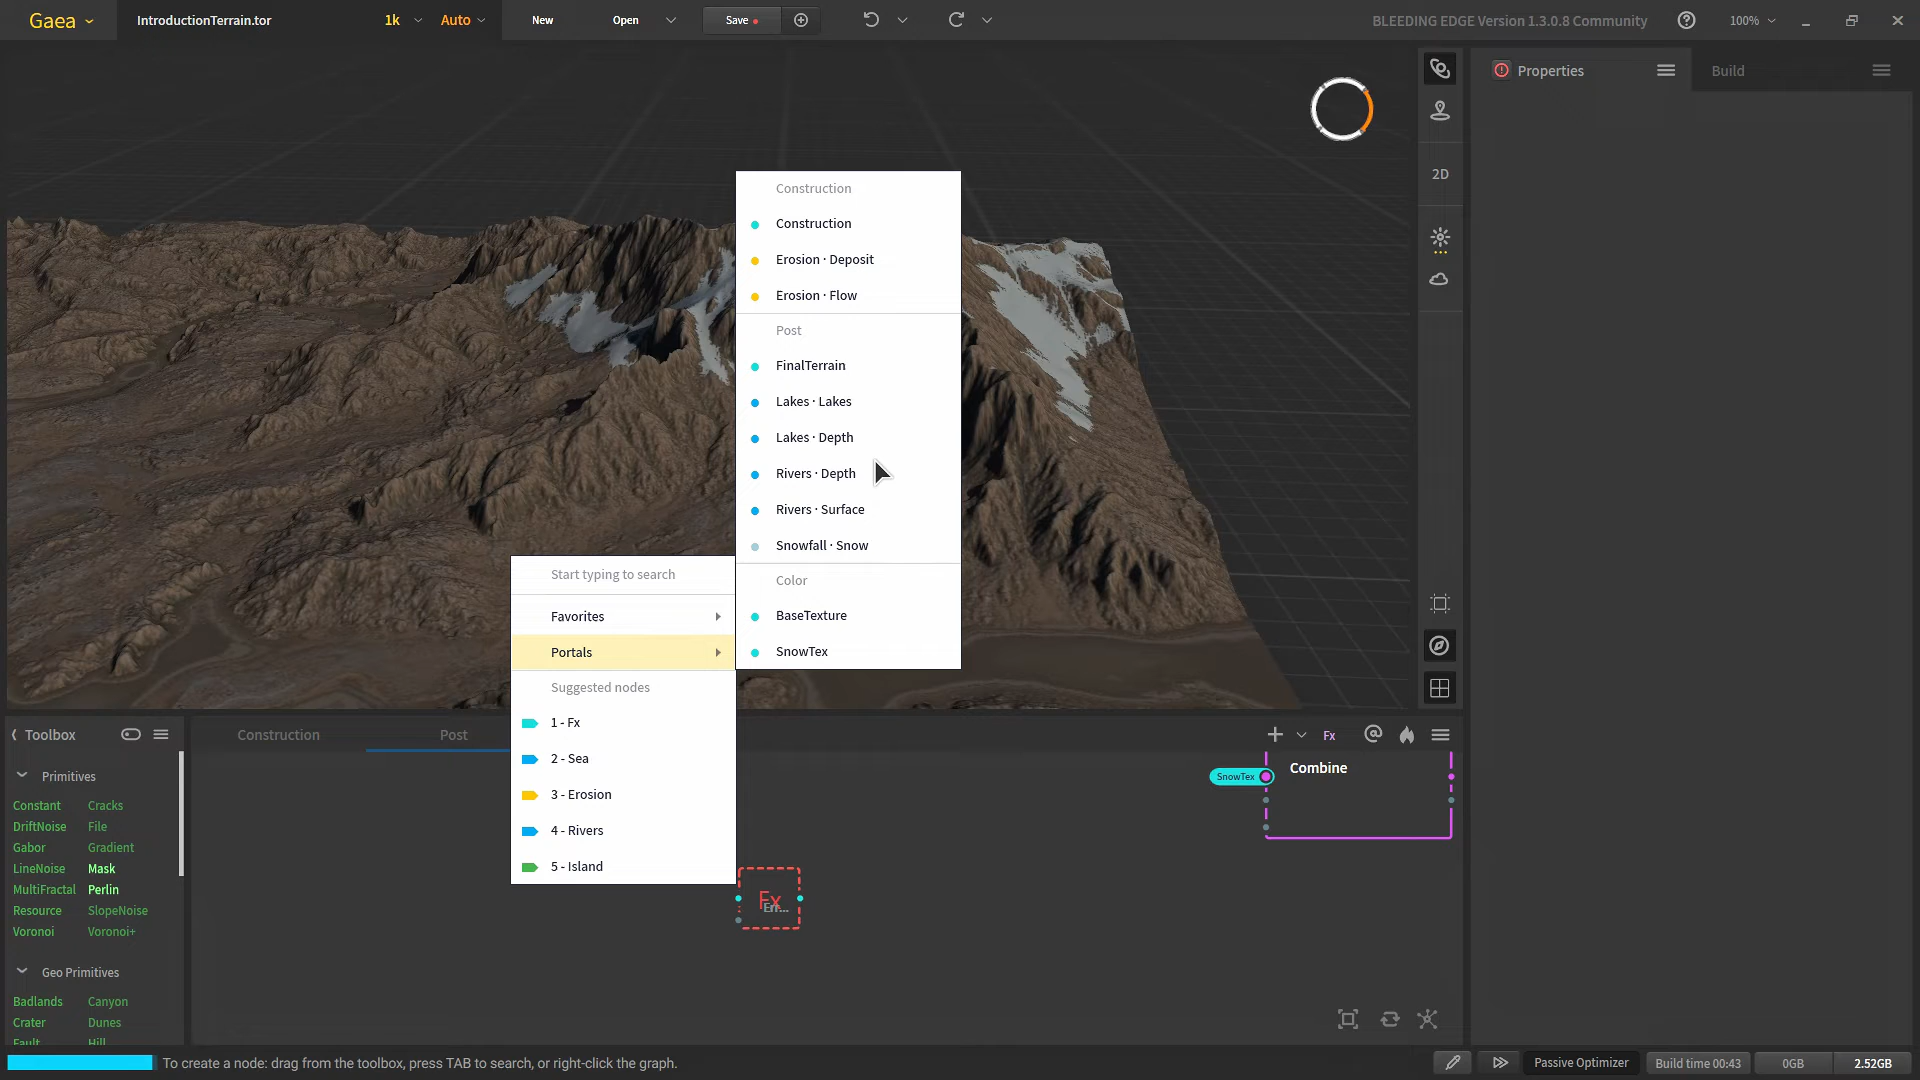 Gaea
IntroductionTerrain.tor
1k
Auto
New
Open
Save
BLEEDING EDGE Version 1.3.0.8 Community
100%
Properties
Build
2D
Construction
Construction
Erosion · Deposit
Erosion · Flow
Post
FinalTerrain
Lakes · Lakes
Lakes · Depth
Rivers · Depth
Rivers · Surface
Snowfall · Snow
Color
BaseTexture
SnowTex
Start typing to search
Favorites
Portals
Suggested nodes
1 - Fx
2 - Sea
3 - Erosion
4 - Rivers
5 - Island
Toolbox
Construction
Post
Fx
Primitives
Constant Cracks
DriftNoise File
Gabor Gradient
LineNoise Mask
MultiFractal Perlin
Resource SlopeNoise
Voronoi Voronoi+
Geo Primitives
Badlands Canyon
Crater Dunes
Fault Hill
SnowTex
Combine
Fx
Err...
To create a node: drag from the toolbox, press TAB to search, or right-click the graph.
Passive Optimizer
Build time 00:43
0GB
2.52GB